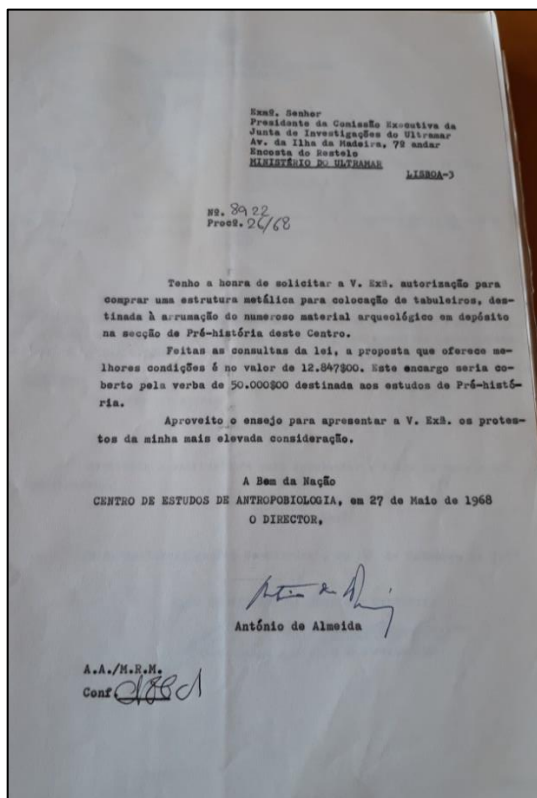 Exmº. Senhor
Presidente da Comissão Executiva da
Junta de Investigações do Ultramar
Av. da Ilha da Madeira, 7º andar
Encosta do Restelo
MINISTÉRIO DO ULTRAMAR
LISBOA-3
Nº. 8922
Procº. 26/68
Tenho a honra de solicitar a V. Exª. autorização para
comprar uma estrutura metálica para colocação de tabuleiros, des-
tinada à arrumação do numeroso material arqueológico em depósito
na secção de Pré-história deste Centro.
Feitas as consultas da lei, a proposta que oferece me-
lhores condições é no valor de 12.847$00. Este encargo seria co-
berto pela verba de 50.000$00 destinada aos estudos de Pré-histó-
ria.
Aproveito o ensejo para apresentar a V. Exª. os protes-
tos da minha mais elevada consideração.
A Bem da Nação
CENTRO DE ESTUDOS DE ANTROPOBIOLOGIA, em 27 de Maio de 1968
O DIRECTOR,
António de Almeida
A.A./M.R.M.
Conf.